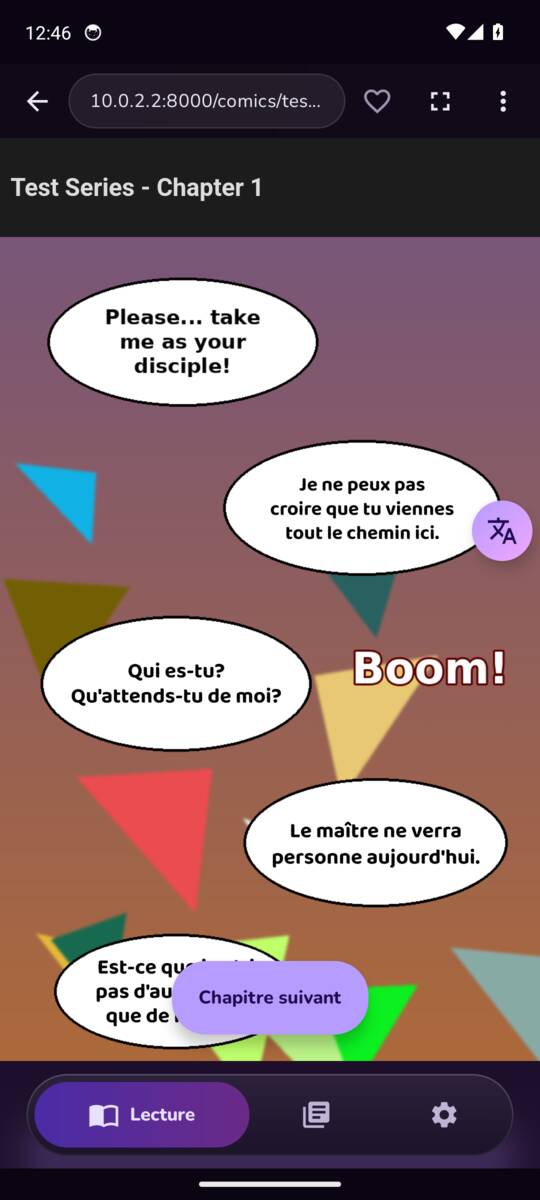 12:46
10.0.2.2:8000/comics/tes...
Test Series - Chapter 1
Please... take
me as your
disciple!
Je ne peux pas
croire que tu viennes
tout le chemin ici.
Qui es-tu?
Qu'attends-tu de moi?
Boom!
Le maître ne verra
personne aujourd'hui.
Est-ce que
pas
que de
Chapitre suivant
Lecture